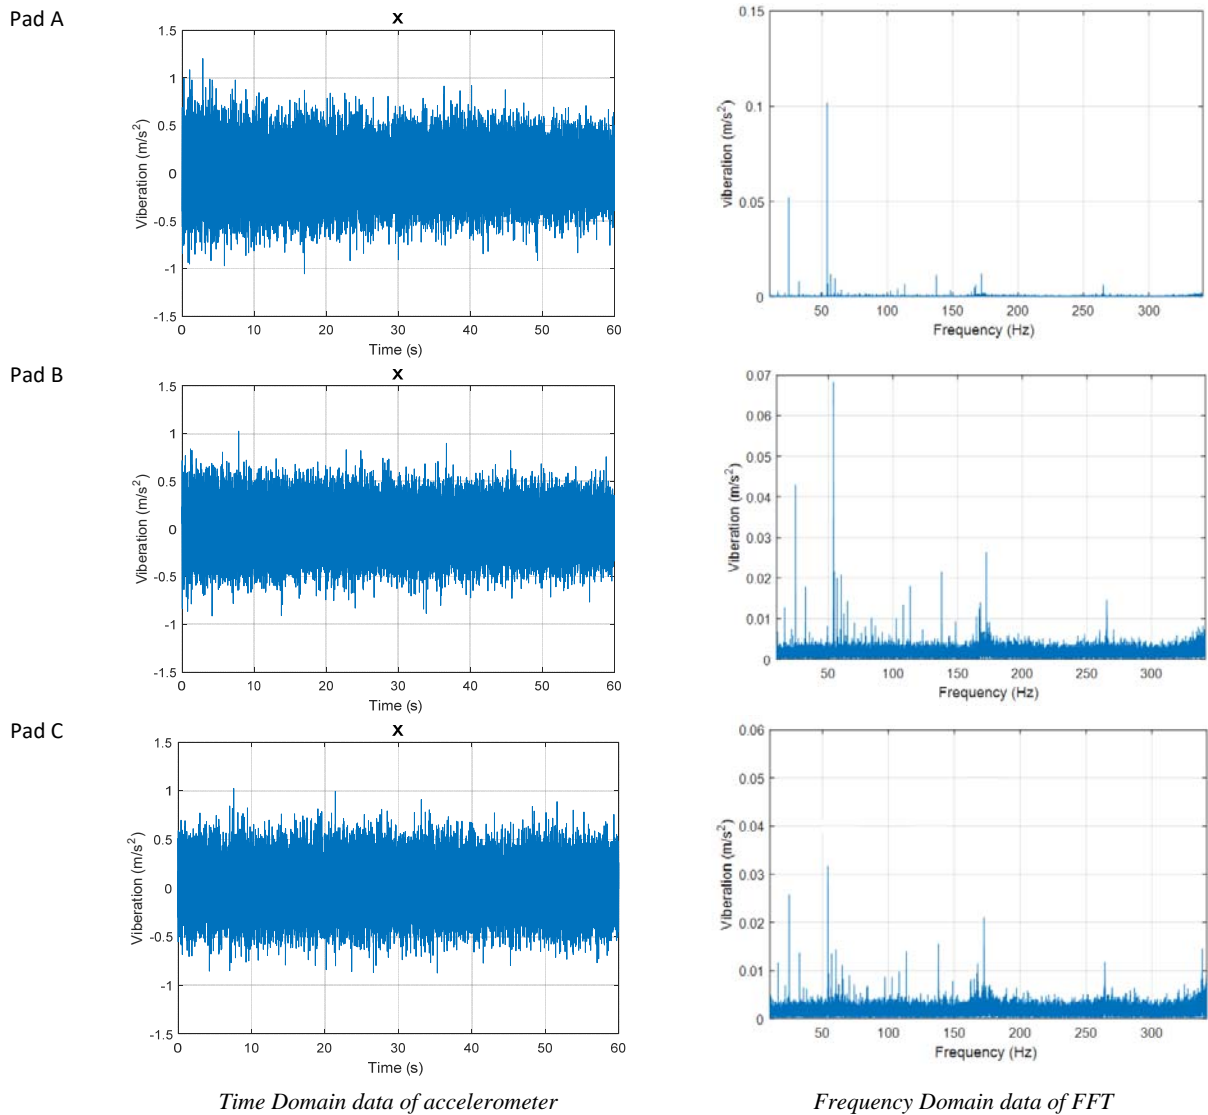 Pad A
X
1.5
1
0.5
0
-0.5
-1
-1.5
Viberation (m/s²)
0 10 20 30 40 50 60
Time (s)
0.15
0.1
0.05
0
viberation (m/s²)
50 100 150 200 250 300
Frequency (Hz)
Pad B
X
1.5
1
0.5
0
-0.5
-1
-1.5
Viberation (m/s²)
0 10 20 30 40 50 60
Time (s)
0.07
0.06
0.05
0.04
0.03
0.02
0.01
0
Viberation (m/s²)
50 100 150 200 250 300
Frequency (Hz)
Pad C
X
1.5
1
0.5
0
-0.5
-1
-1.5
Viberation (m/s²)
0 10 20 30 40 50 60
Time (s)
0.06
0.05
0.04
0.03
0.02
0.01
0
Viberation (m/s²)
50 100 150 200 250 300
Frequency (Hz)
Time Domain data of accelerometer
Frequency Domain data of FFT